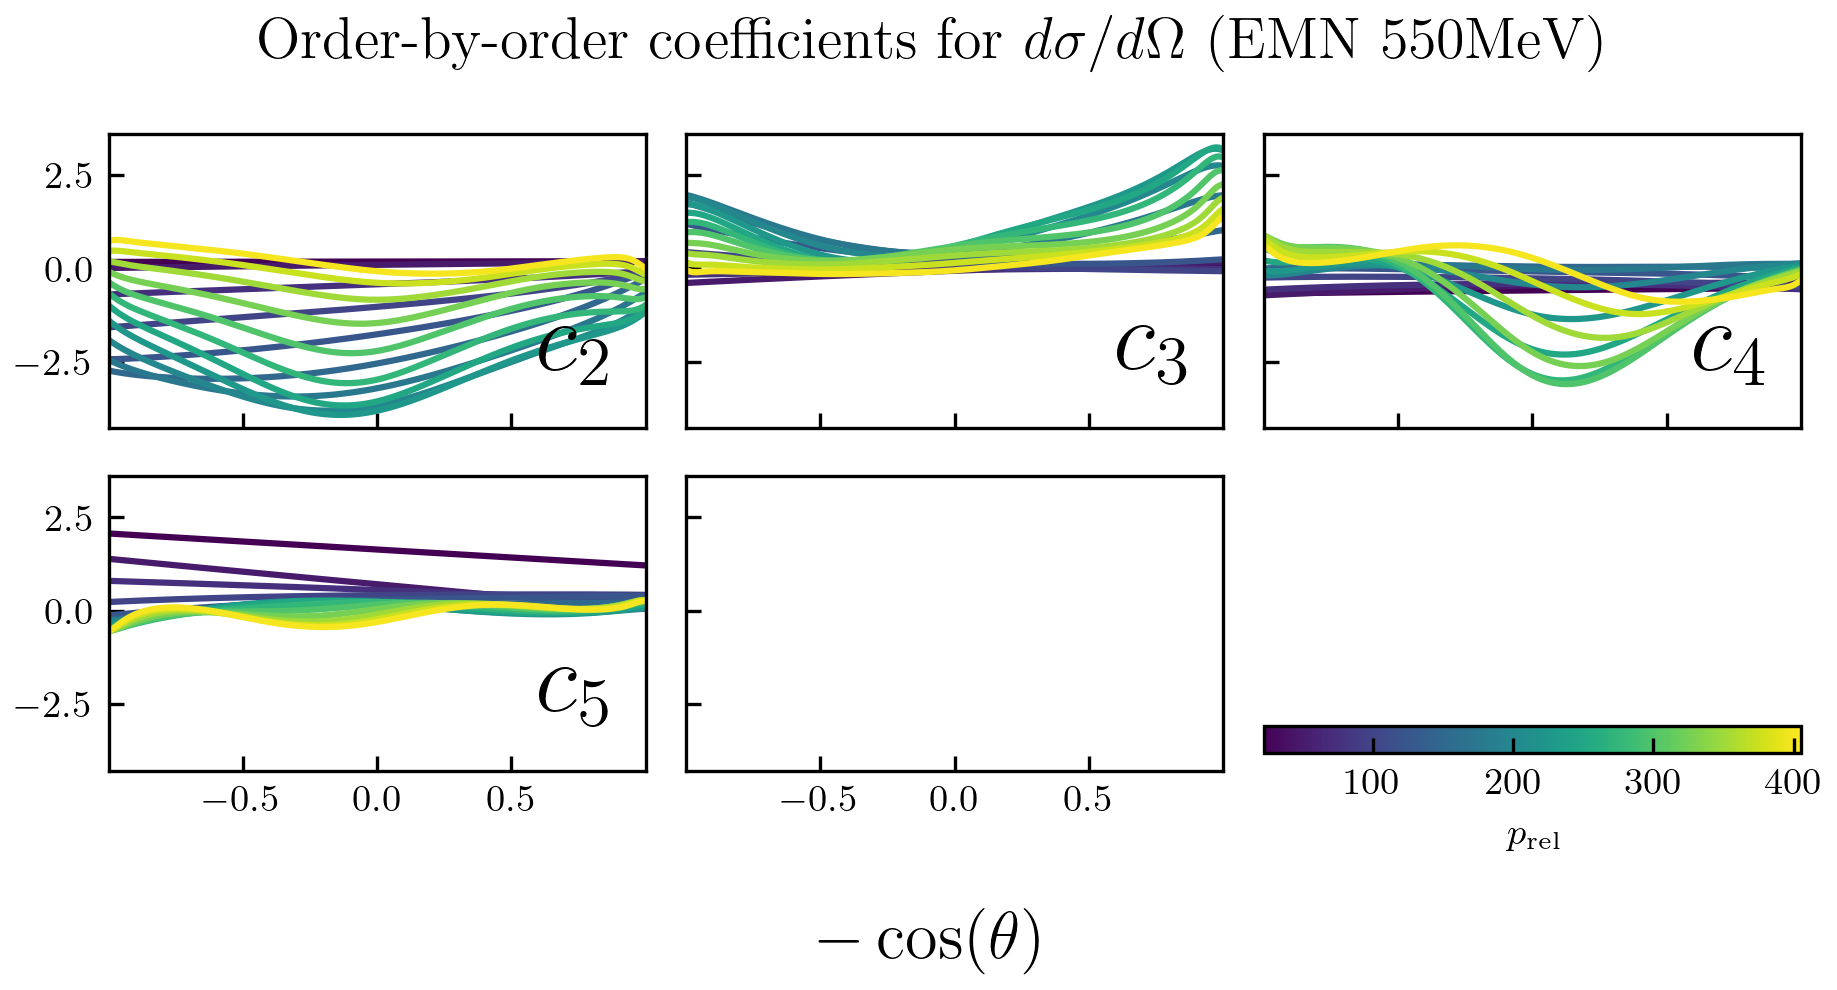 Order-by-order coefficients for dσ/dΩ (EMN 550MeV)
2.5
0.0
−2.5
c₂
c₃
c₄
2.5
0.0
−2.5
c₅
−0.5 0.0 0.5
−0.5 0.0 0.5
100 200 300 400
p_rel
− cos(θ)